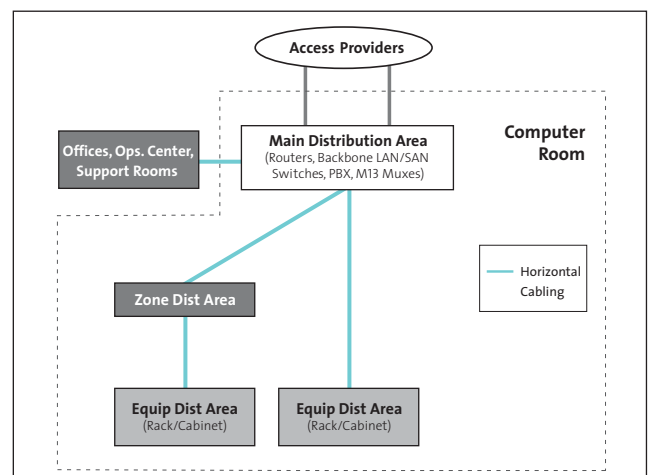 Access Providers
Main Distribution Area
(Routers, Backbone LAN/SAN
Switches, PBX, M13 Muxes)
Computer
Room
Offices, Ops. Center,
Support Rooms
Horizontal
Cabling
Zone Dist Area
Equip Dist Area
(Rack/Cabinet)
Equip Dist Area
(Rack/Cabinet)